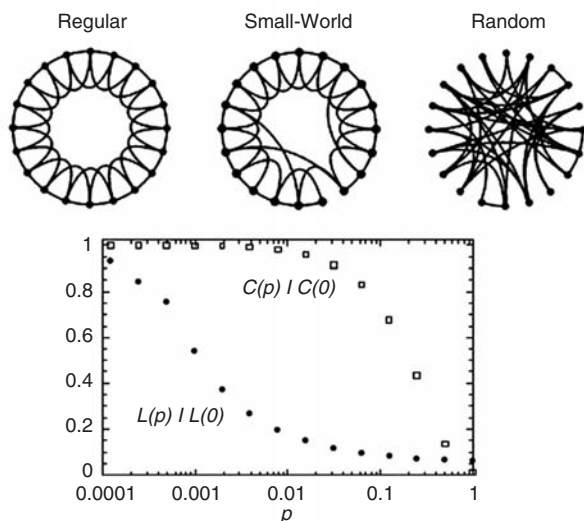 Regular Small-World Random
1
C(p) I C(0)
0.8
0.6
0.4
L(p) I L(0)
0.2
0
0.0001 0.001 0.01 0.1 1
p